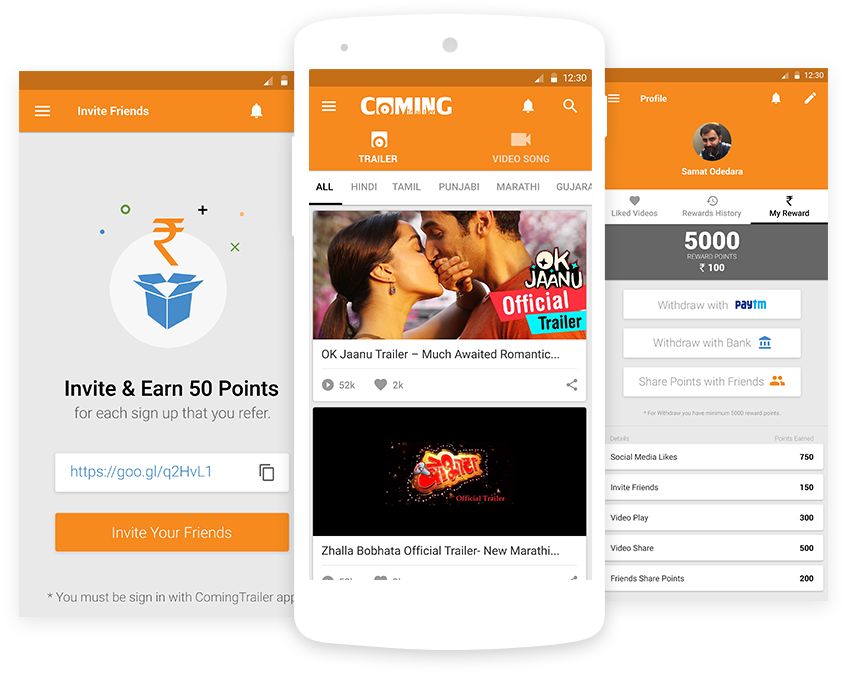 Invite Friends
₹
Invite & Earn 50 Points
for each sign up that you refer.
https://goo.gl/q2HvL1
Invite Your Friends
* You must be sign in with ComingTrailer app
12:30
COMING
TRAILER
VIDEO SONG
ALL HINDI TAMIL PUNJABI MARATHI GUJARA
OK
JAANU
Official
Trailer
OK Jaanu Trailer – Much Awaited Romantic...
52k 2k
Official Trailer
Zhalla Bobhata Official Trailer- New Marathi...
12:30
Profile
Samat Odedara
Liked Videos Rewards History ₹ My Reward
5000
REWARD POINTS
₹ 100
Withdraw with paytm
Withdraw with Bank
Share Points with Friends
* For Withdraw you have minimum 5000 reward points.
Details Points Earned
Social Media Likes 750
Invite Friends 150
Video Play 300
Video Share 500
Friends Share Points 200